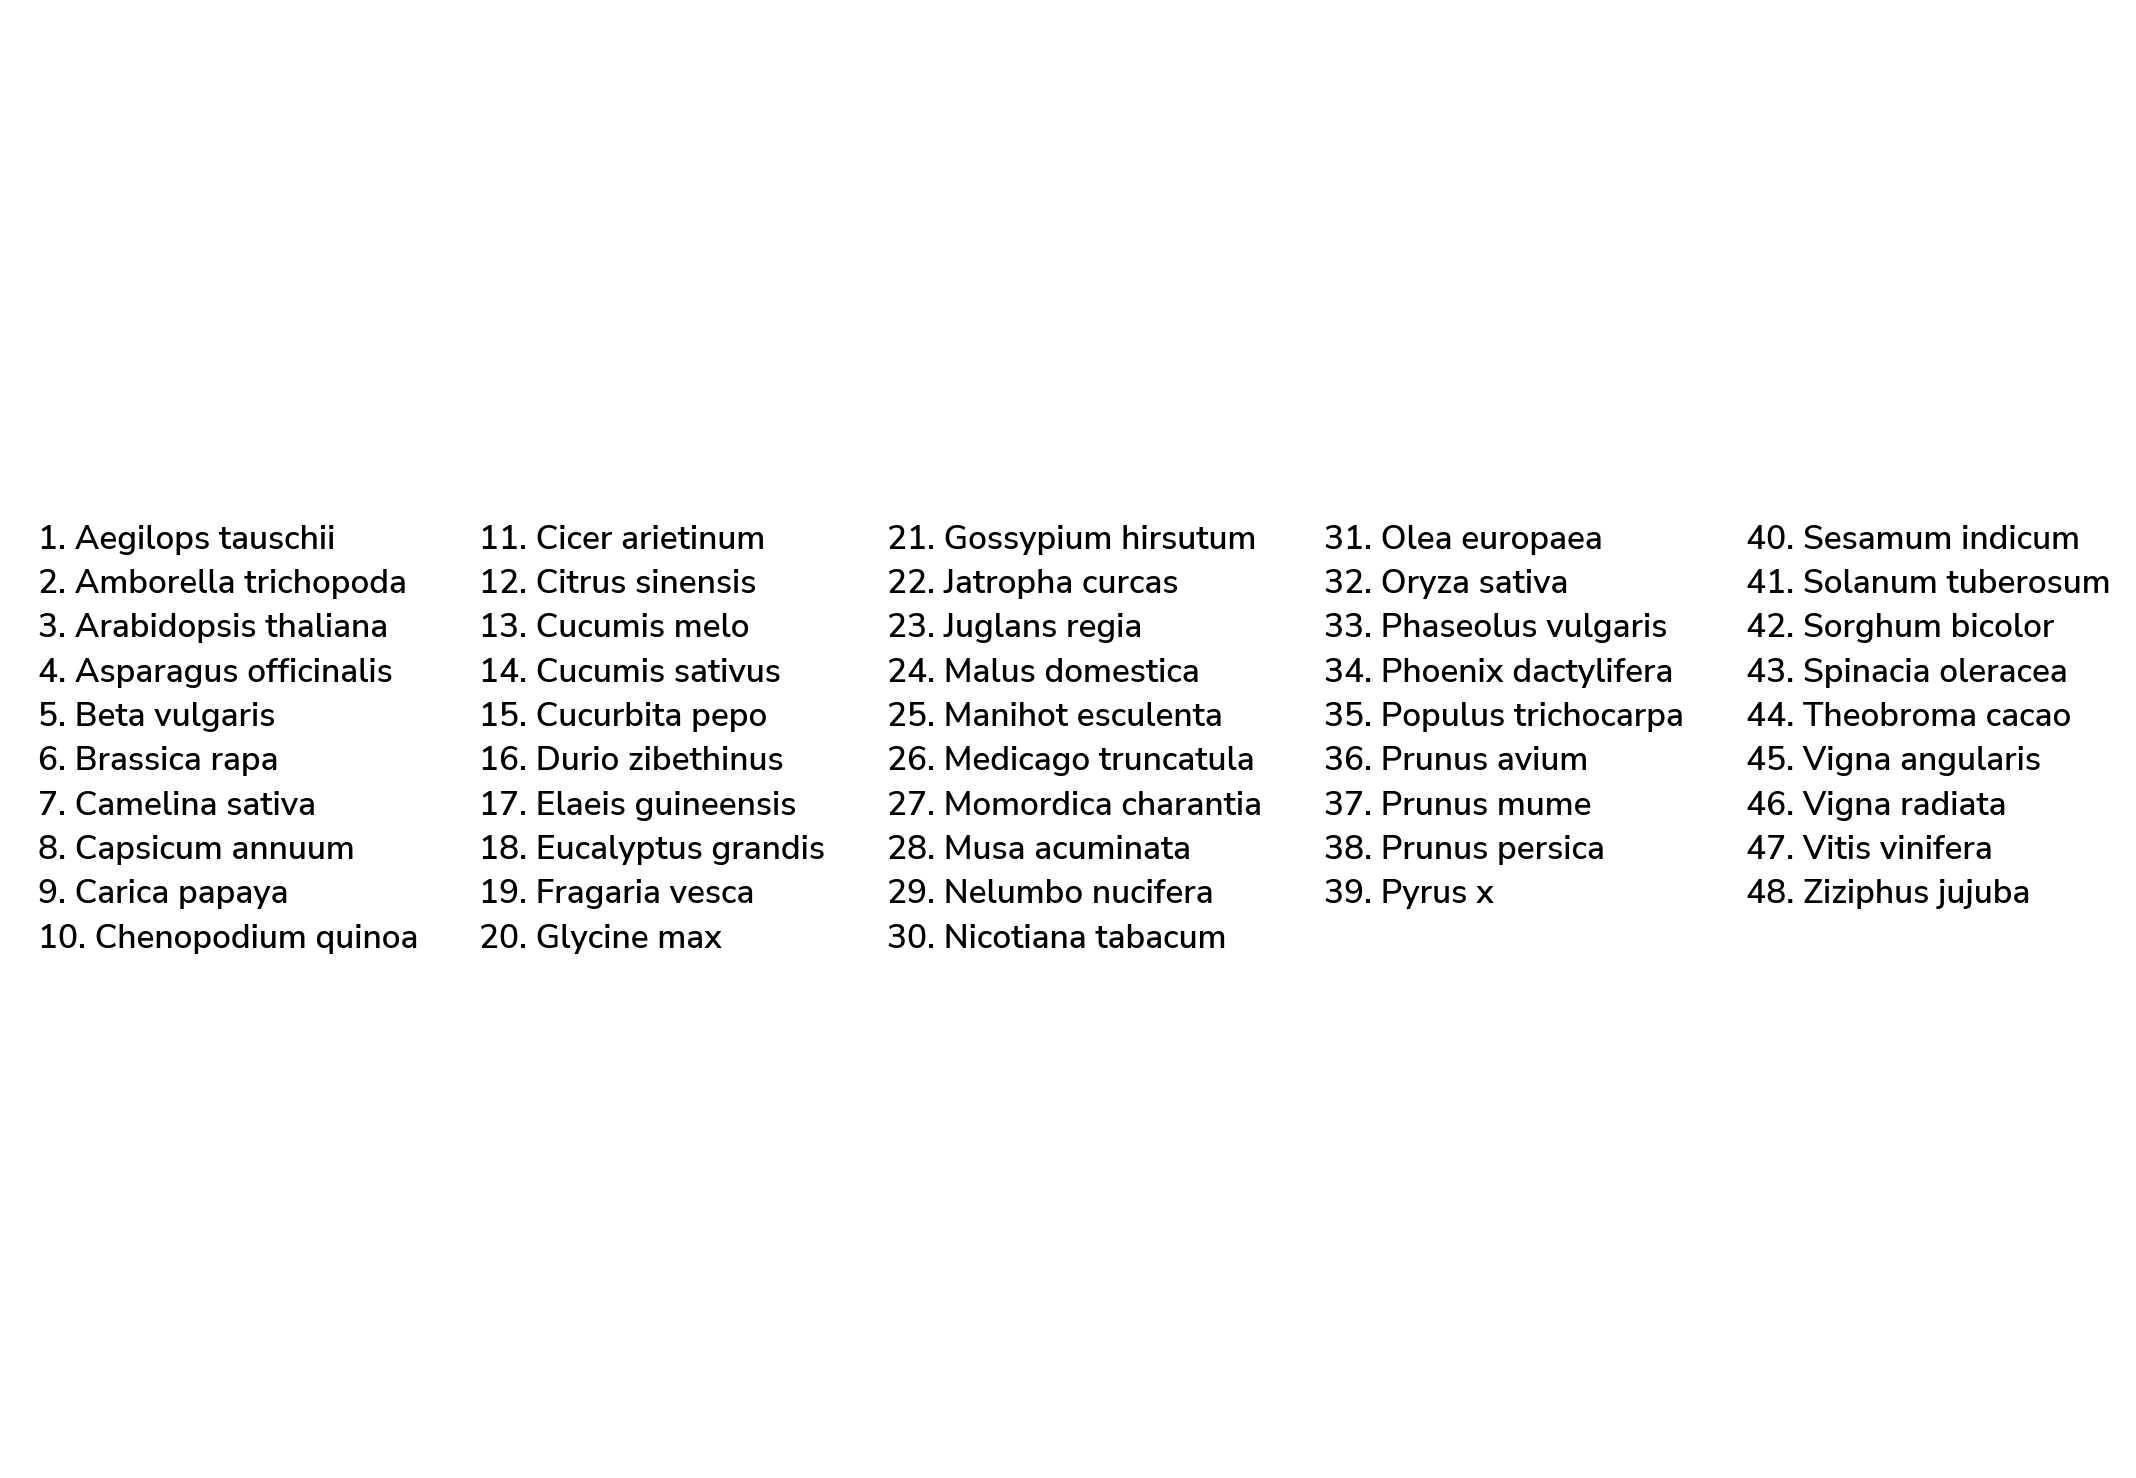 1. Aegilops tauschii
2. Amborella trichopoda
3. Arabidopsis thaliana
4. Asparagus officinalis
5. Beta vulgaris
6. Brassica rapa
7. Camelina sativa
8. Capsicum annuum
9. Carica papaya
10. Chenopodium quinoa
11. Cicer arietinum
12. Citrus sinensis
13. Cucumis melo
14. Cucumis sativus
15. Cucurbita pepo
16. Durio zibethinus
17. Elaeis guineensis
18. Eucalyptus grandis
19. Fragaria vesca
20. Glycine max
21. Gossypium hirsutum
22. Jatropha curcas
23. Juglans regia
24. Malus domestica
25. Manihot esculenta
26. Medicago truncatula
27. Momordica charantia
28. Musa acuminata
29. Nelumbo nucifera
30. Nicotiana tabacum
31. Olea europaea
32. Oryza sativa
33. Phaseolus vulgaris
34. Phoenix dactylifera
35. Populus trichocarpa
36. Prunus avium
37. Prunus mume
38. Prunus persica
39. Pyrus x
40. Sesamum indicum
41. Solanum tuberosum
42. Sorghum bicolor
43. Spinacia oleracea
44. Theobroma cacao
45. Vigna angularis
46. Vigna radiata
47. Vitis vinifera
48. Ziziphus jujuba